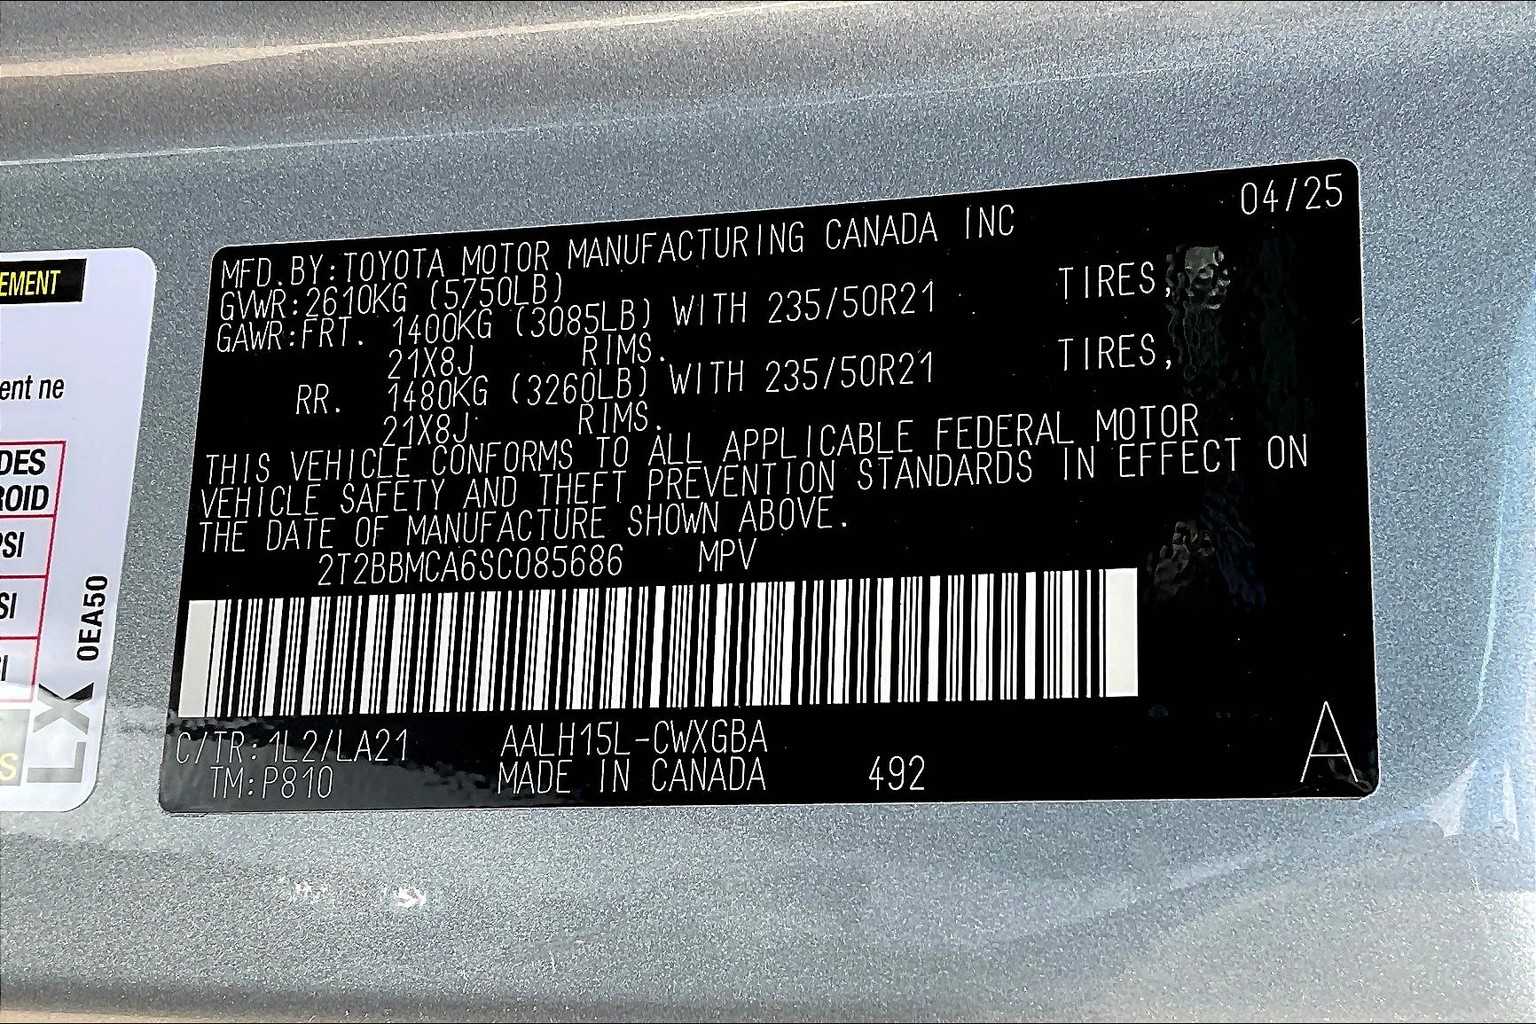 04/25
MFD.BY:TOYOTA MOTOR MANUFACTURING CANADA INC
GVWR:2610KG (5750LB)
GAWR:FRT. 1400KG (3085LB) WITH 235/50R21 TIRES,
21X8J RIMS.
RR. 1480KG (3260LB) WITH 235/50R21 TIRES,
21X8J RIMS.
THIS VEHICLE CONFORMS TO ALL APPLICABLE FEDERAL MOTOR
VEHICLE SAFETY AND THEFT PREVENTION STANDARDS IN EFFECT ON
THE DATE OF MANUFACTURE SHOWN ABOVE.
2T2BBMCA6SC085686 MPV
C/TR:1L2/LA21 AALH15L-CWXGBA
TM:P810 MADE IN CANADA 492
A
EMENT
ent ne
DES
ROID
PSI
SI
0EA50
LX
S